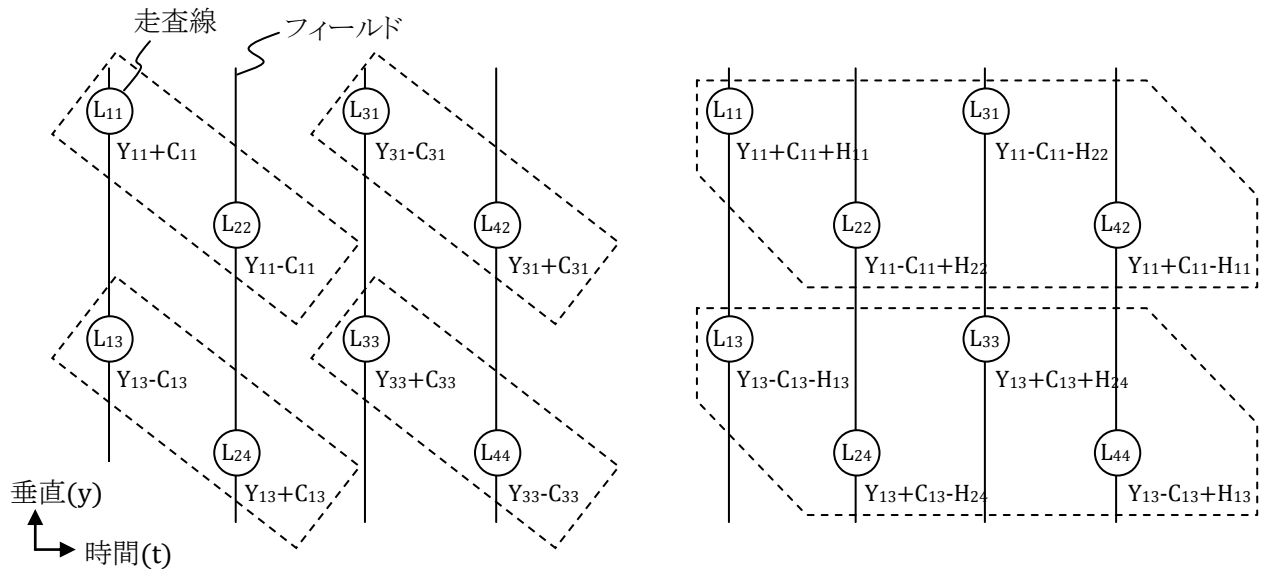 走査線 フィールド
L₁₁ L₃₁ L₁₁ L₃₁
Y₁₁+C₁₁ Y₃₁-C₃₁ Y₁₁+C₁₁+H₁₁ Y₁₁-C₁₁-H₂₂
L₂₂ L₄₂ L₂₂ L₄₂
Y₁₁-C₁₁ Y₃₁+C₃₁ Y₁₁-C₁₁+H₂₂ Y₁₁+C₁₁-H₁₁
L₁₃ L₃₃ L₁₃ L₃₃
Y₁₃-C₁₃ Y₃₃+C₃₃ Y₁₃-C₁₃-H₁₃ Y₁₃+C₁₃+H₂₄
L₂₄ L₄₄ L₂₄ L₄₄
Y₁₃+C₁₃ Y₃₃-C₃₃ Y₁₃+C₁₃-H₂₄ Y₁₃-C₁₃+H₁₃
垂直(y)
時間(t)